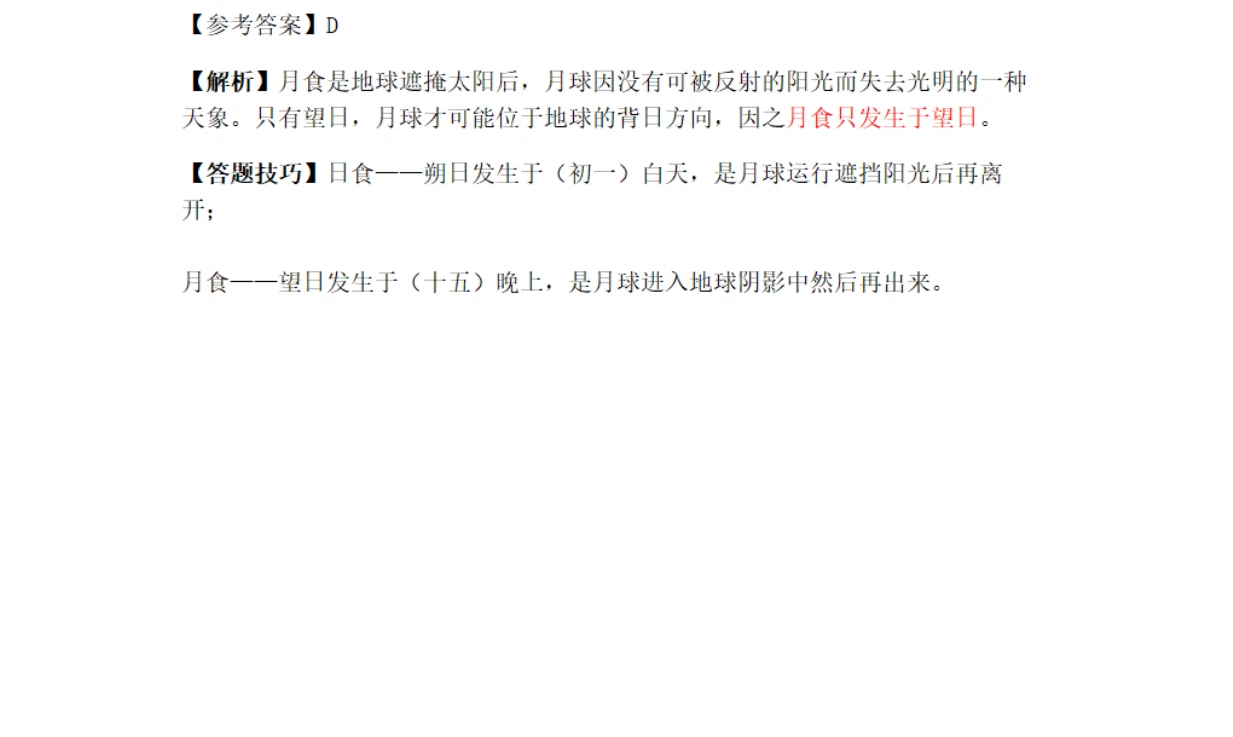 【参考答案】D
【解析】月食是地球遮掩太阳后，月球因没有可被反射的阳光而失去光明的一种
天象。只有望日，月球才可能位于地球的背日方向，因之月食只发生于望日。
【答题技巧】日食——朔日发生于（初一）白天，是月球运行遮挡阳光后再离
开；
月食——望日发生于（十五）晚上，是月球进入地球阴影中然后再出来。